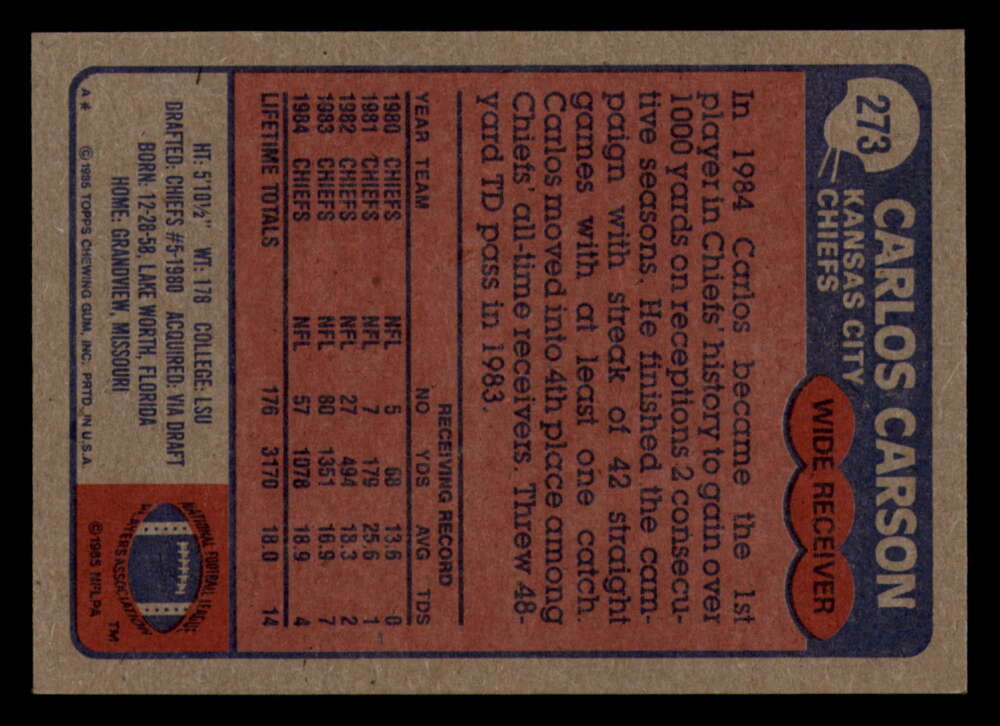 273
CARLOS CARSON
KANSAS CITY
CHIEFS
WIDE RECEIVER
In 1984 Carlos became the 1st
player in Chiefs' history to gain over
1000 yards on receptions 2 consecu-
tive seasons. He finished the cam-
paign with streak of 42 straight
games with at least one catch.
Carlos moved into 4th place among
Chiefs' all-time receivers. Threw 48-
yard TD pass in 1983.
RECEIVING RECORD
YEAR TEAM NO YDS AVG TDS
1980 CHIEFS NFL 5 68 13.6 0
1981 CHIEFS NFL 7 179 25.6 1
1982 CHIEFS NFL 27 494 18.3 2
1983 CHIEFS NFL 80 1351 16.9 7
1984 CHIEFS NFL 57 1078 18.9 4
LIFETIME TOTALS 176 3170 18.0 14
HT: 5'10½" WT: 178 COLLEGE: LSU
DRAFTED: CHIEFS #5-1980 ACQUIRED: VIA DRAFT
BORN: 12-28-58, LAKE WORTH, FLORIDA
HOME: GRANDVIEW, MISSOURI
A* ©1985 TOPPS CHEWING GUM, INC. PRTD. IN U.S.A.
NATIONAL FOOTBALL LEAGUE
PLAYERS ASSOCIATION
TM
©1985 NFLPA